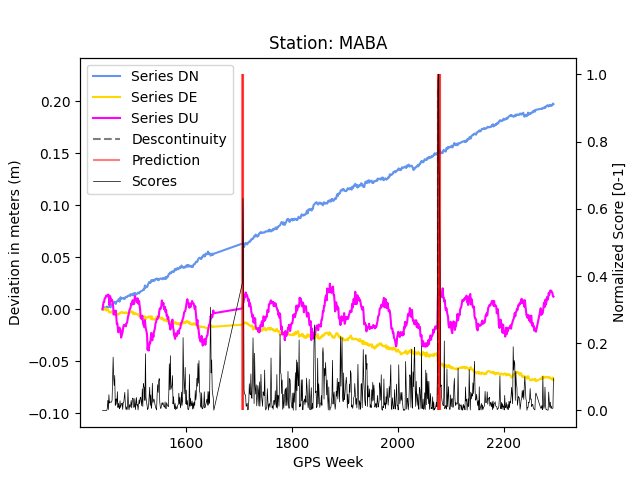 Station: MABA
Series DN
Series DE
Series DU
Descontinuity
Prediction
Scores
Deviation in meters (m)
0.20
0.15
0.10
0.05
0.00
−0.05
−0.10
1.0
0.8
0.6
0.4
0.2
0.0
Normalized Score [0-1]
1600
1800
2000
2200
GPS Week